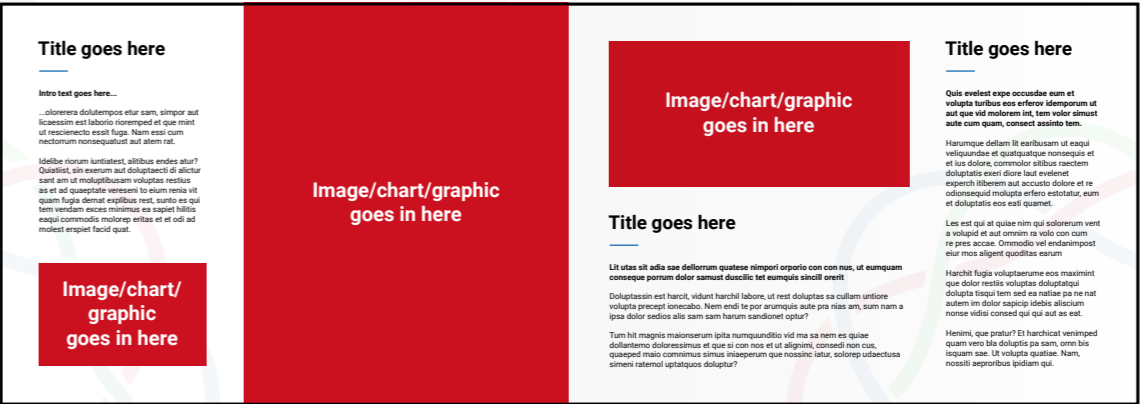 Title goes here
Intro text goes here...
...olorerera dolutempos etur sam, simpor aut
licaessim est laborio rioremped et que mint
ut rescienecto essit fuga. Nam essi cum
nectorrum nonsequatust aut atem rat.
Idelibe riorum iuntiatest, alitibus endes atur?
Quiatiist, sin exerum aut doluptaecti di alictur
sant am ut moluptibusam voluptas restius
as et ad quaeptate vereseni to eium renia vit
quam fugia dernat explibus rest, sunto es qui
tem vendam exces minimus ea sapiet hilitis
eaqui commodis molorep eritas et et odi ad
molest erspiet facid quat.
Image/chart/
graphic
goes in here
Image/chart/graphic
goes in here
Image/chart/graphic
goes in here
Title goes here
Lit utas sit adia sae dellorrum quatese nimpori orporio con con nus, ut eumquam
conseque porrum dolor samust duscilic tet eumquis sincill orerit
Doluptassin est harcit, vidunt harchil labore, ut rest doluptas sa cullam untiore
volupta precept ionecabo. Nem endi te por arumquis aute pra nias am, sum nam a
ipsa dolor sedios alis sam sam harum sandionet optur?
Tum hit magnis maionserum ipita numquunditio vid ma sa nem es quiae
dollantemo doloressimus et que si con nos et ut alignimi, consedi non cus,
quaeped maio comnimus simus iniaeperum que nossinc iatur, solorep udaectusa
simeni ratemol uptatquos doluptur?
Title goes here
Quis evelest expe occusdae eum et
volupta turibus eos erferov idemporum ut
aut que vid molorem int, tem volor simust
aute cum quam, consect assinto tem.
Harumque dellam lit earibusam ut eaqui
veliquundae et quatquatque nonsequis et
et ius dolore, commolor sitibus raectem
doluptatis exeri diore laut evelenet
experch itiberem aut accusto dolore et re
odionsequid molupta erfero estotatur, eum
et doluptatis eos eati quamet.
Les est qui at quiae nim qui solorerum vent
a volupid et aut omnim ra volo con cum
re pres accae. Ommodio vel endanimpost
eiur mos aligent quoditas earum
Harchit fugia voluptaerume eos maximint
que dolor restiis voluptas doluptatqui
dolupta tisqui tem sed ea natiae pa ne nat
autem im dolor sapicip idebis aliscium
nonse vidisi consed qui qui aut as eat.
Henimi, que pratur? Et harchicat venimped
quam vero bla doluptis pa sam, omn bis
isquam sae. Ut volupta quatiae. Nam,
nossiti aeproribus ipidiam qui.